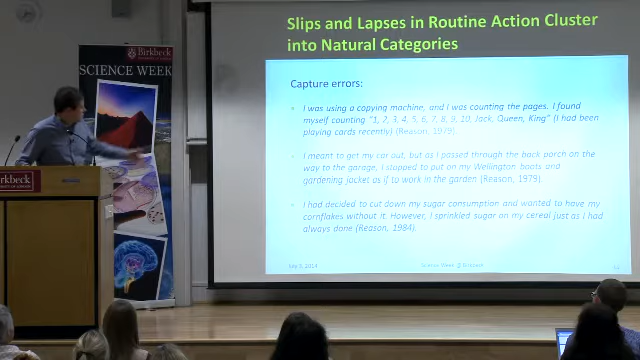 Slips and Lapses in Routine Action Cluster
into Natural Categories
Birkbeck
SCIENCE WEEK
Capture errors:
• I was using a copying machine, and I was counting the pages. I found
myself counting "1, 2, 3, 4, 5, 6, 7, 8, 9, 10, Jack, Queen, King" (I had been
playing cards recently) (Reason, 1979).
• I meant to get my car out, but as I passed through the back porch on the
way to the garage, I stopped to put on my Wellington boots and
gardening jacket as if to work in the garden (Reason, 1979).
• I had decided to cut down my sugar consumption and wanted to have my
cornflakes without it. However, I sprinkled sugar on my cereal just as I had
always done (Reason, 1984).
Birkbeck
Science Week @ Birkbeck